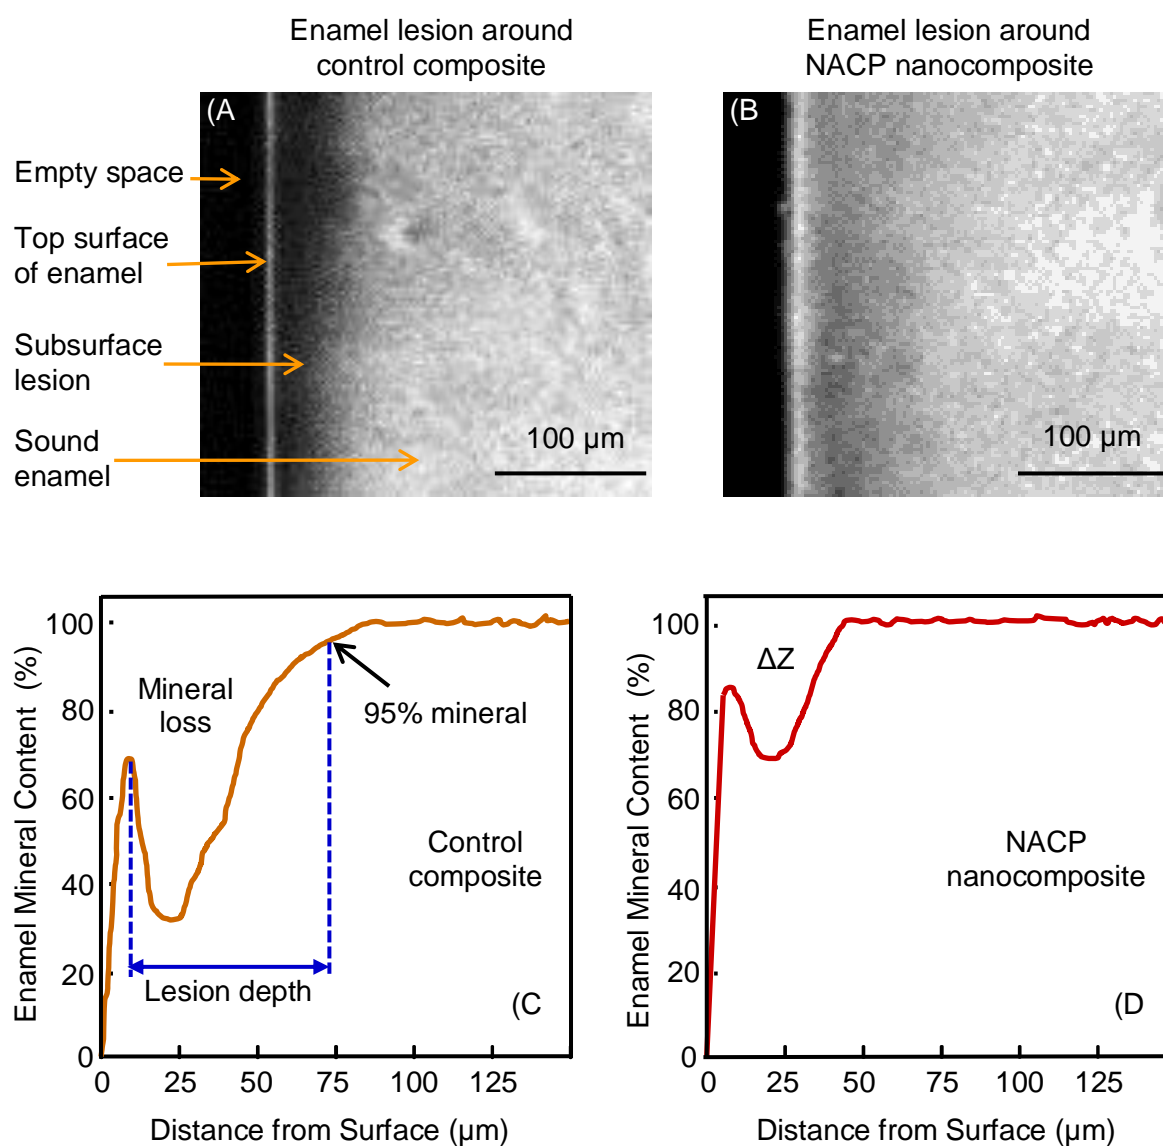 Enamel lesion around
control composite
Enamel lesion around
NACP nanocomposite
(A
(B
Empty space
Top surface
of enamel
Subsurface
lesion
Sound
enamel
100 µm
100 µm
Enamel Mineral Content (%)
100
80
60
40
20
0
Mineral
loss
95% mineral
Control
composite
Lesion depth
(C
0 25 50 75 100 125
Distance from Surface (µm)
Enamel Mineral Content (%)
100
80
60
40
20
0
ΔZ
NACP
nanocomposite
(D
0 25 50 75 100 125
Distance from Surface (µm)